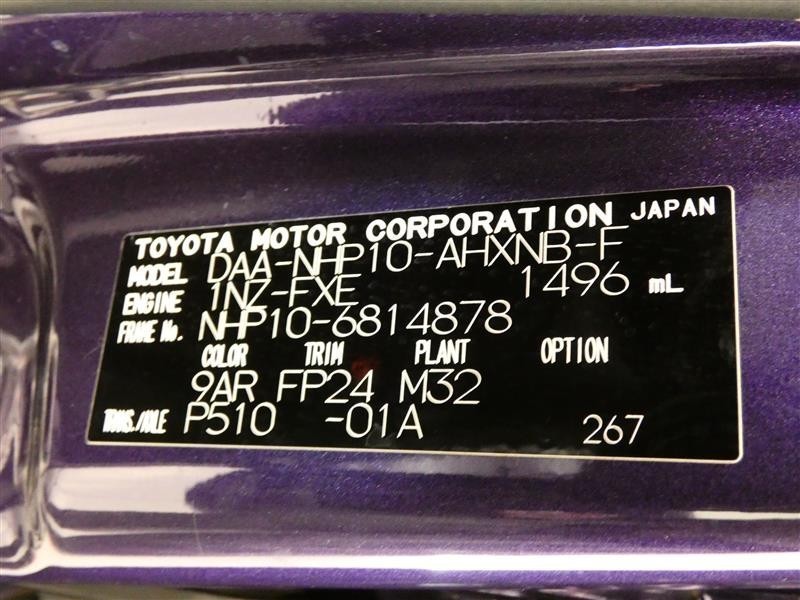 TOYOTA MOTOR CORPORATION JAPAN
MODEL DAA-NHP10-AHXNB-F
ENGINE 1NZ-FXE 1496 mL
FRAME No. NHP10-6814878
COLOR TRIM PLANT OPTION
9AR FP24 M32
TRANS./AXLE P510 -01A 267